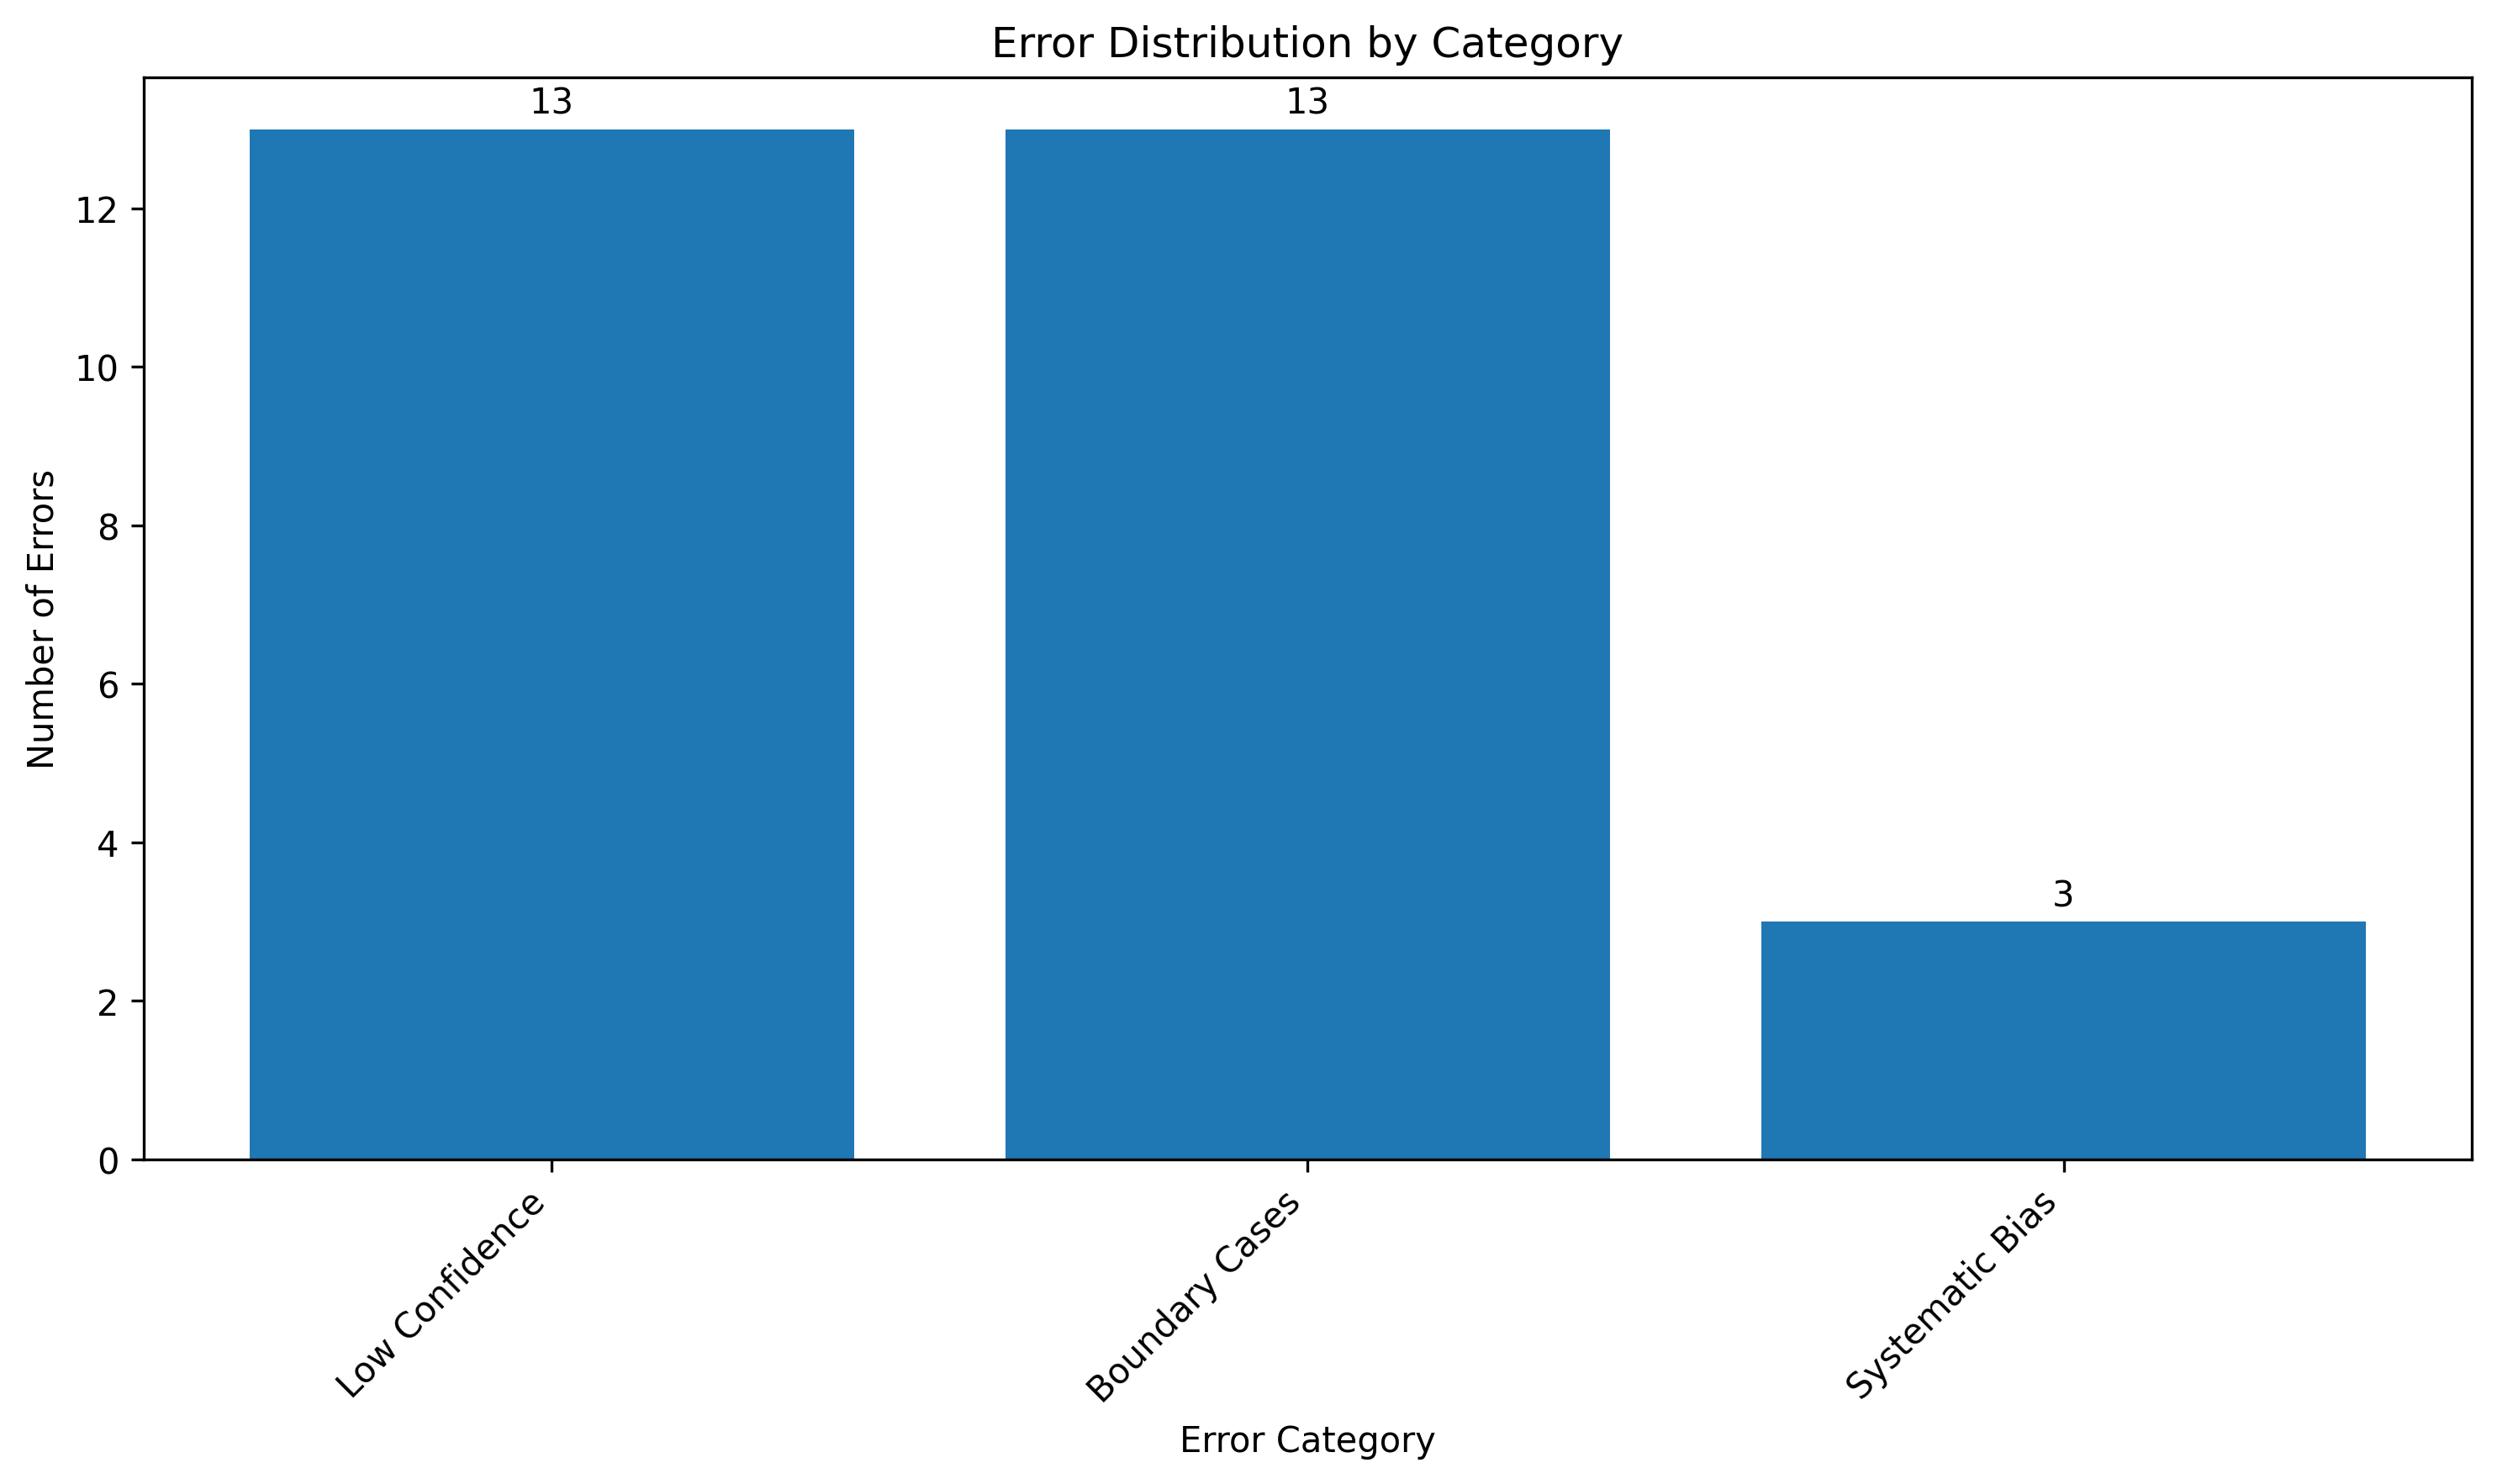 Error Distribution by Category
13
13
3
12
10
8
6
4
2
0
Number of Errors
Low Confidence
Boundary Cases
Systematic Bias
Error Category